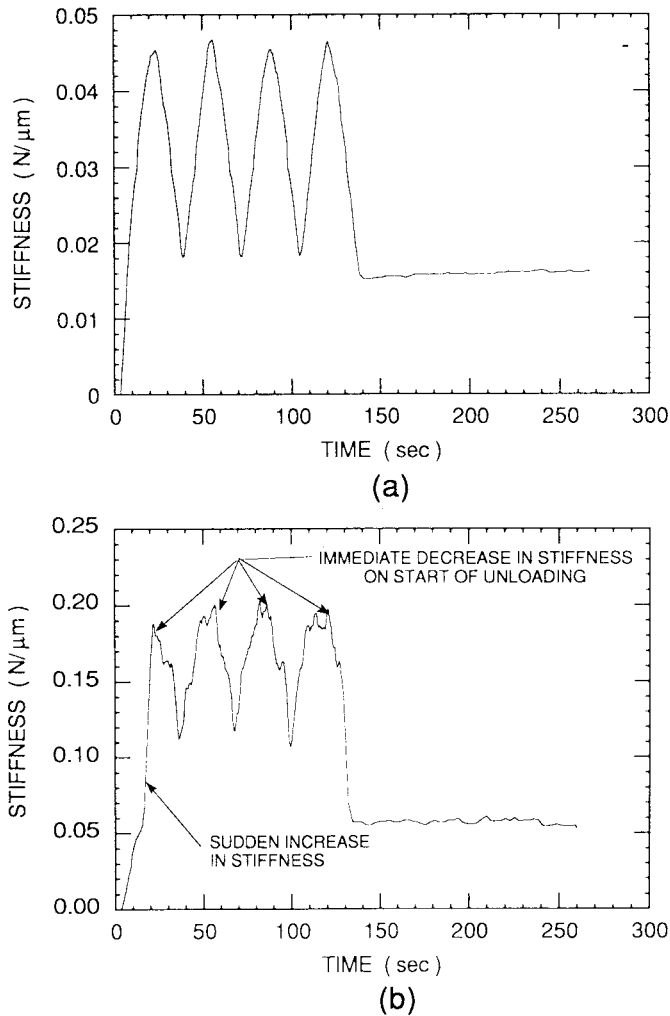 0.05
0.04
0.03
0.02
0.01
0
STIFFNESS ( N/μm)
0 50 100 150 200 250 300
TIME ( sec )
(a)
0.25
0.20
0.15
0.10
0.05
0.00
STIFFNESS ( N/μm)
IMMEDIATE DECREASE IN STIFFNESS
ON START OF UNLOADING
SUDDEN INCREASE
IN STIFFNESS
0 50 100 150 200 250 300
TIME ( sec )
(b)